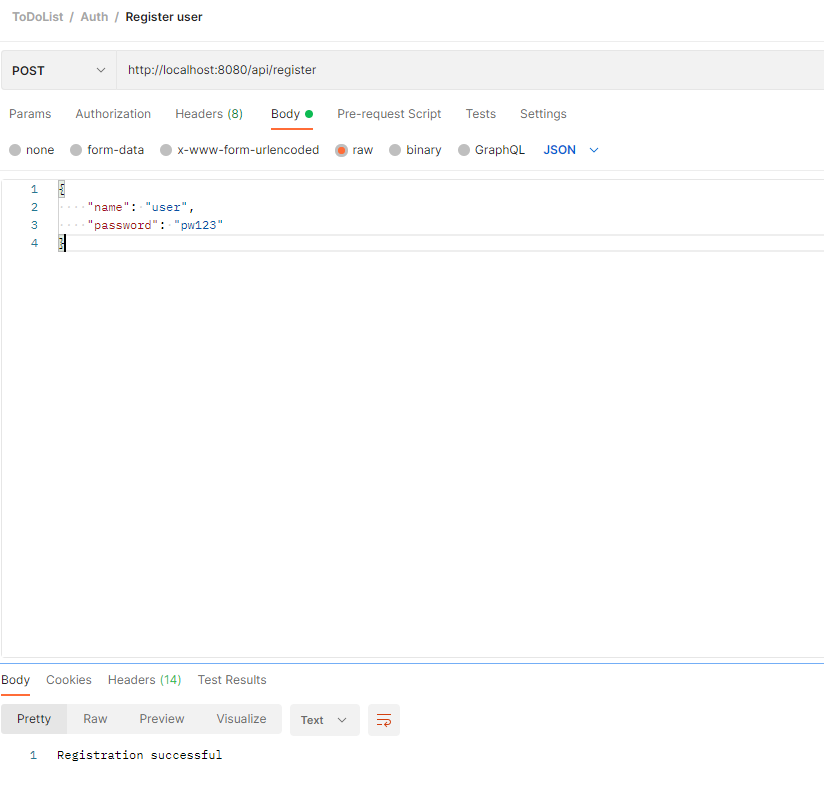 ToDoList / Auth / Register user
POST http://localhost:8080/api/register
Params Authorization Headers (8) Body Pre-request Script Tests Settings
none form-data x-www-form-urlencoded raw binary GraphQL JSON
1 {
2 "name": "user",
3 "password": "pw123"
4 }
Body Cookies Headers (14) Test Results
Pretty Raw Preview Visualize Text
1 Registration successful